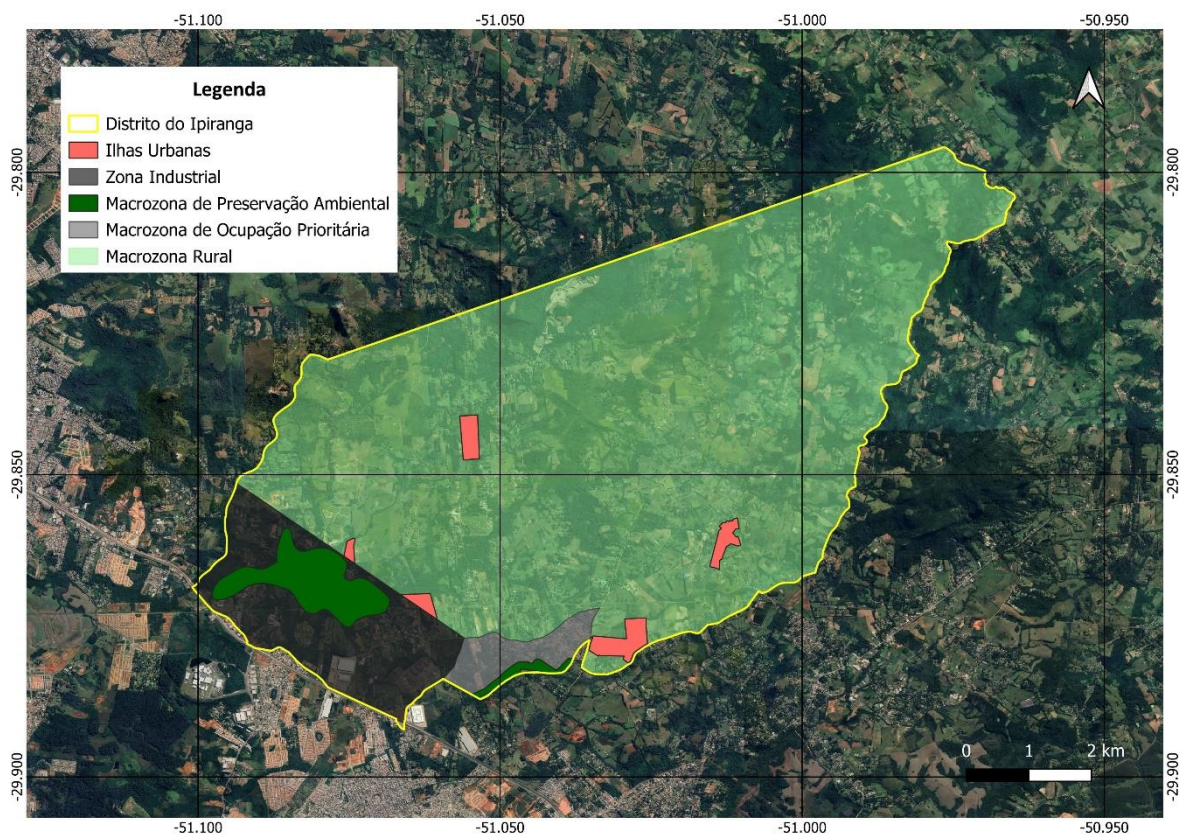 -51.100 -51.050 -51.000 -50.950
Legenda
Distrito do Ipiranga
Ilhas Urbanas
Zona Industrial
Macrozona de Preservação Ambiental
Macrozona de Ocupação Prioritária
Macrozona Rural
-29.800 -29.800
-29.850 -29.850
0 1 2 km
-29.900 -29.900
-51.100 -51.050 -51.000 -50.950